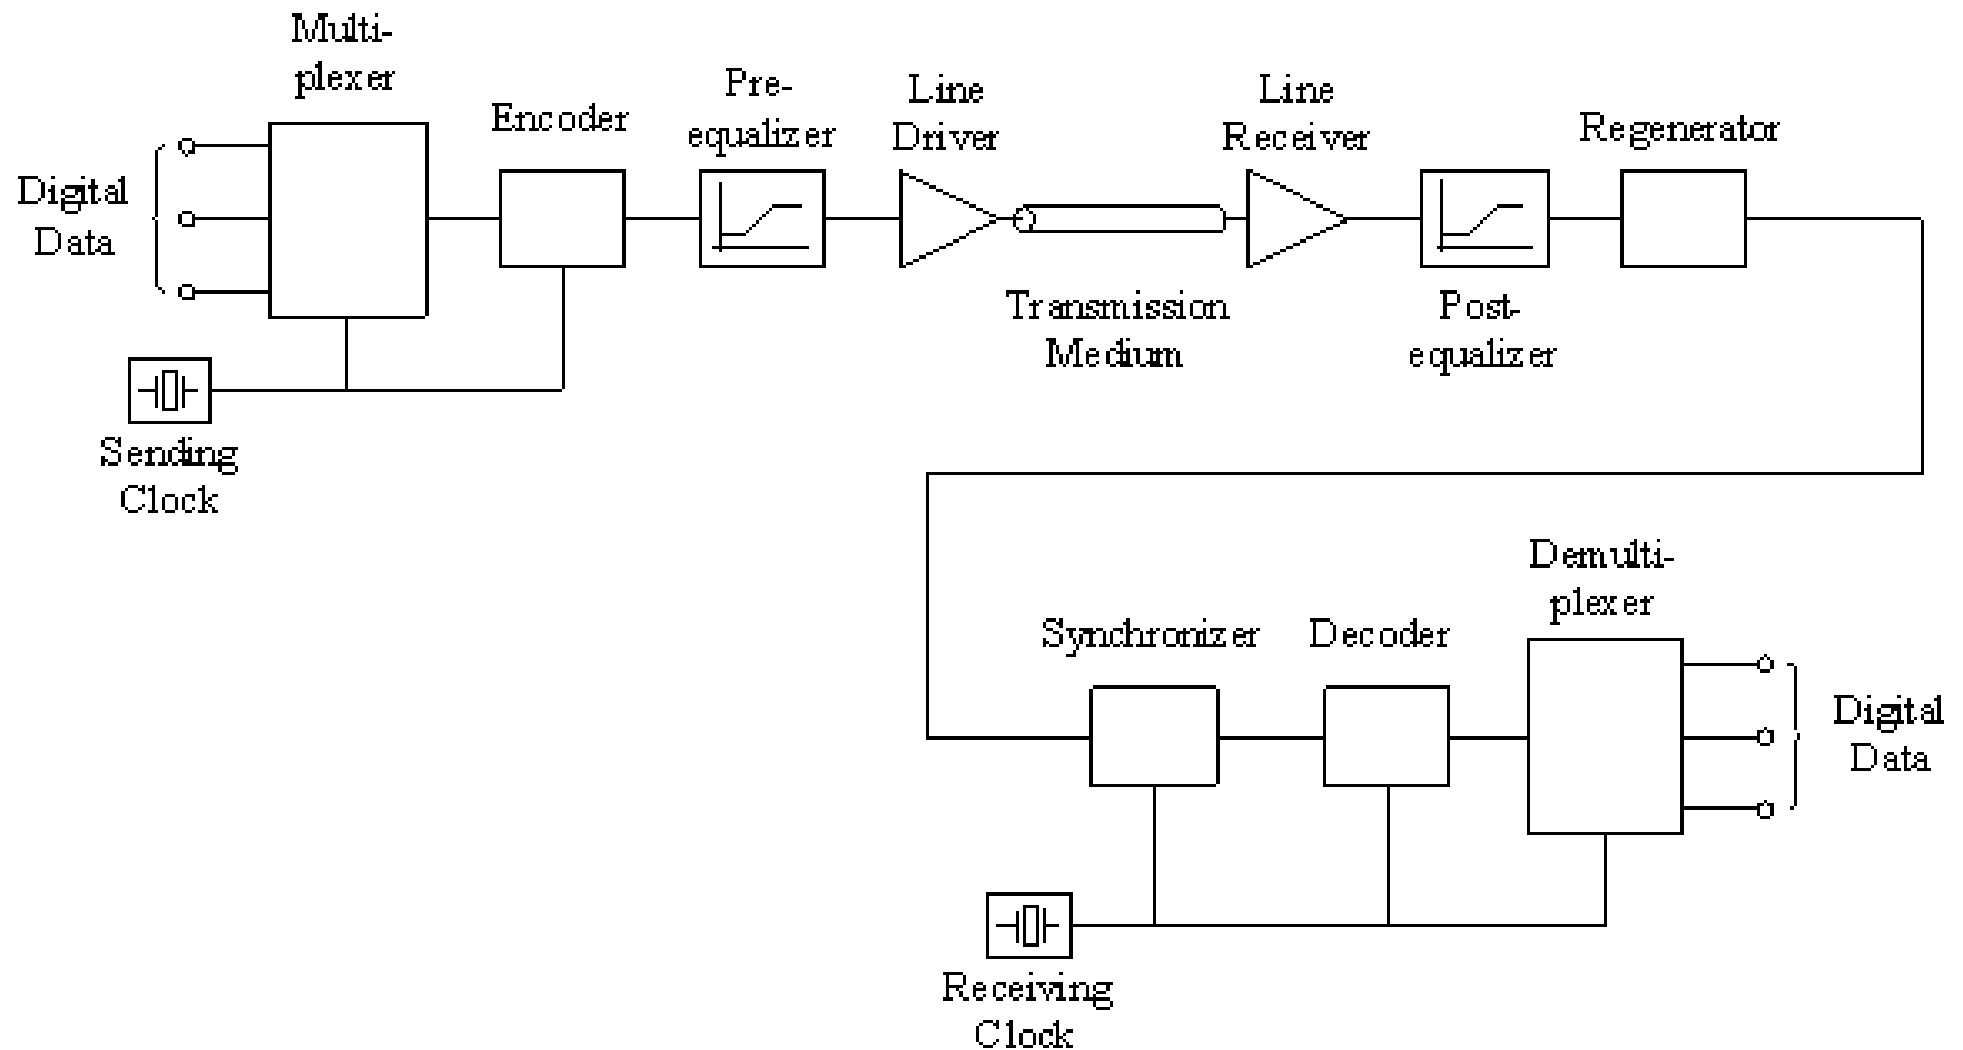 Multi-
plexer
Encoder
Pre-
equalizer
Line
Driver
Line
Receiver
Regenerator
Digital
Data
Transmission
Medium
Post-
equalizer
Sending
Clock
Demulti-
plexer
Synchronizer
Decoder
Digital
Data
Receiving
Clock